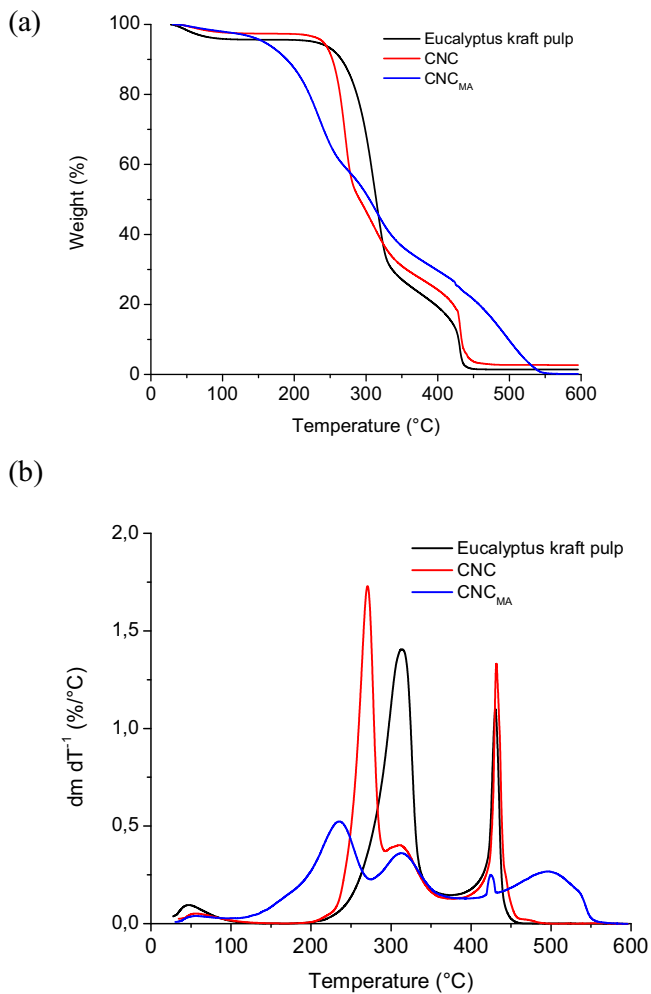 (a)
Eucalyptus kraft pulp
CNC
CNCMA
100
80
60
40
20
0
Weight (%)
0 100 200 300 400 500 600
Temperature (°C)
(b)
2,0
Eucalyptus kraft pulp
CNC
CNCMA
1,5
1,0
0,5
0,0
dm dT-1 (%/°C)
0 100 200 300 400 500 600
Temperature (°C)